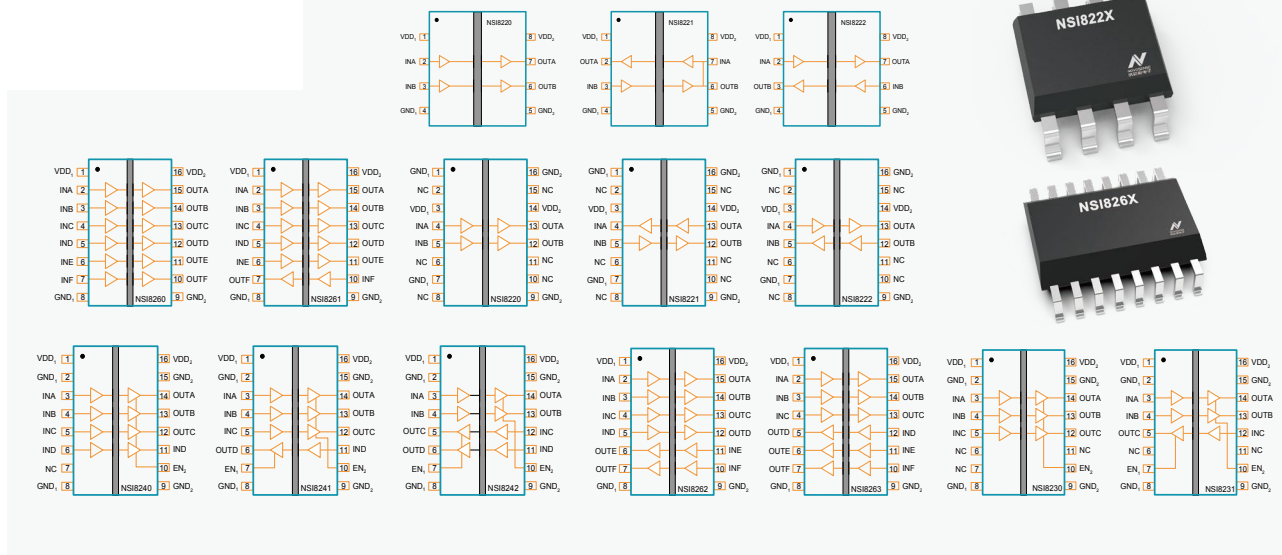 NSI8220
VDD₁ 1 8 VDD₂
INA 2 7 OUTA
INB 3 6 OUTB
GND₁ 4 5 GND₂
NSI8221
VDD₁ 1 8 VDD₂
OUTA 2 7 INA
INB 3 6 OUTB
GND₁ 4 5 GND₂
NSI8222
VDD₁ 1 8 VDD₂
INA 2 7 OUTA
OUTB 3 6 INB
GND₁ 4 5 GND₂
NSI822X
VDD₁ 1 16 VDD₂
INA 2 15 OUTA
INB 3 14 OUTB
INC 4 13 OUTC
IND 5 12 OUTD
INE 6 11 OUTE
INF 7 10 OUTF
GND₁ 8 9 GND₂
NSI8260
VDD₁ 1 16 VDD₂
INA 2 15 OUTA
INB 3 14 OUTB
INC 4 13 OUTC
IND 5 12 OUTD
INE 6 11 OUTE
OUTF 7 10 INF
GND₁ 8 9 GND₂
NSI8261
GND₁ 1 16 GND₂
NC 2 15 NC
VDD₁ 3 14 VDD₂
INA 4 13 OUTA
INB 5 12 OUTB
NC 6 11 NC
GND₁ 7 10 NC
NC 8 9 GND₂
NSI8220
GND₁ 1 16 GND₂
NC 2 15 NC
VDD₁ 3 14 VDD₂
INA 4 13 OUTA
INB 5 12 OUTB
NC 6 11 NC
GND₁ 7 10 NC
NC 8 9 GND₂
NSI8221
GND₁ 1 16 GND₂
NC 2 15 NC
VDD₁ 3 14 VDD₂
INA 4 13 OUTA
INB 5 12 OUTB
NC 6 11 NC
GND₁ 7 10 NC
NC 8 9 GND₂
NSI8222
NSI826X
VDD₁ 1 16 VDD₂
GND₁ 2 15 GND₂
INA 3 14 OUTA
INB 4 13 OUTB
INC 5 12 OUTC
IND 6 11 IND
NC 7 10 EN₂
GND₁ 8 9 GND₂
NSI8240
VDD₁ 1 16 VDD₂
GND₁ 2 15 GND₂
INA 3 14 OUTA
INB 4 13 OUTB
INC 5 12 OUTC
OUTD 6 11 IND
EN₁ 7 10 EN₂
GND₁ 8 9 GND₂
NSI8241
VDD₁ 1 16 VDD₂
GND₁ 2 15 GND₂
INA 3 14 OUTA
INB 4 13 OUTB
OUTC 5 12 INC
OUTD 6 11 IND
EN₁ 7 10 EN₂
GND₁ 8 9 GND₂
NSI8242
VDD₁ 1 16 VDD₂
INA 2 15 OUTA
INB 3 14 OUTB
INC 4 13 OUTC
IND 5 12 OUTD
OUTE 6 11 INE
OUTF 7 10 INF
GND₁ 8 9 GND₂
NSI8262
VDD₁ 1 16 VDD₂
INA 2 15 OUTA
INB 3 14 OUTB
INC 4 13 OUTC
OUTD 5 12 IND
OUTE 6 11 INE
OUTF 7 10 INF
GND₁ 8 9 GND₂
NSI8263
VDD₁ 1 16 VDD₂
GND₁ 2 15 GND₂
INA 3 14 OUTA
INB 4 13 OUTB
INC 5 12 OUTC
NC 6 11 NC
NC 7 10 EN₂
GND₁ 8 9 GND₂
NSI8230
VDD₁ 1 16 VDD₂
GND₁ 2 15 GND₂
INA 3 14 OUTA
INB 4 13 OUTB
OUTC 5 12 INC
NC 6 11 NC
EN₁ 7 10 EN₂
GND₁ 8 9 GND₂
NSI8231